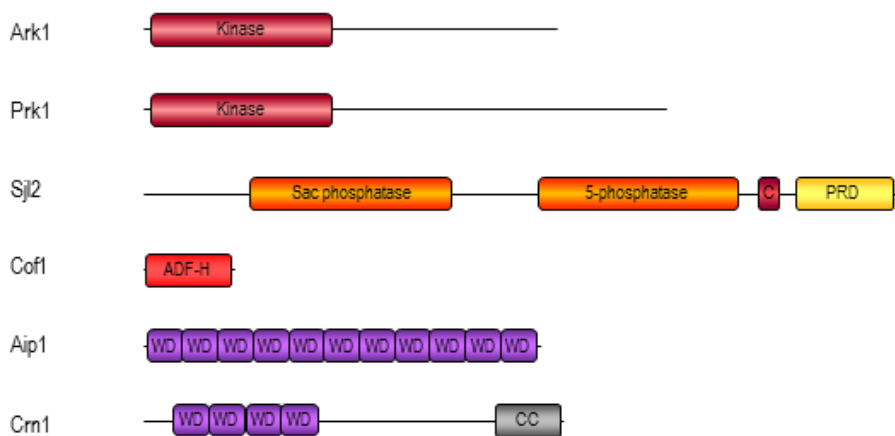 Ark1 Kinase
Prk1 Kinase
Sjl2 Sac phosphatase 5-phosphatase C PRD
Cof1 ADF-H
Aip1 WD WD WD WD WD WD WD WD WD WD WD
Crn1 WD WD WD WD CC